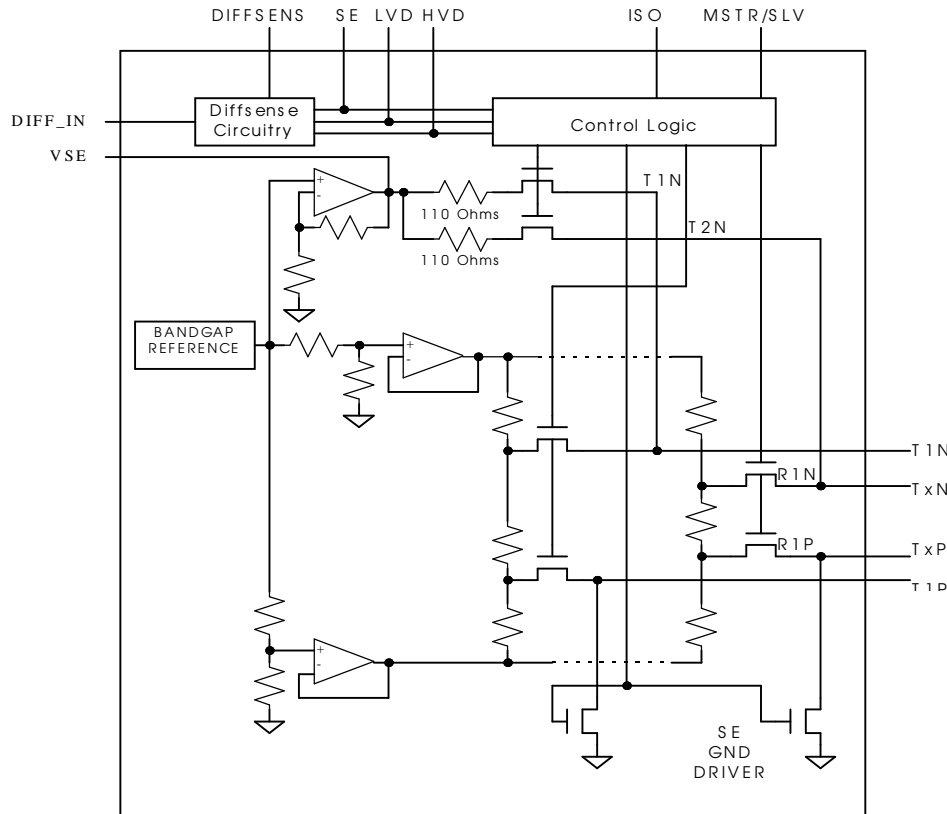 DIFFSENS SE LVD HVD ISO MSTR/SLV
DIFF_IN
Diffsense
Circuitry
Control Logic
VSE
+
-
110 Ohms
110 Ohms
T1N
T2N
BANDGAP
REFERENCE
+
-
T1N
R1N
TxN
R1P
TxP
T1P
+
-
SE
GND
DRIVER